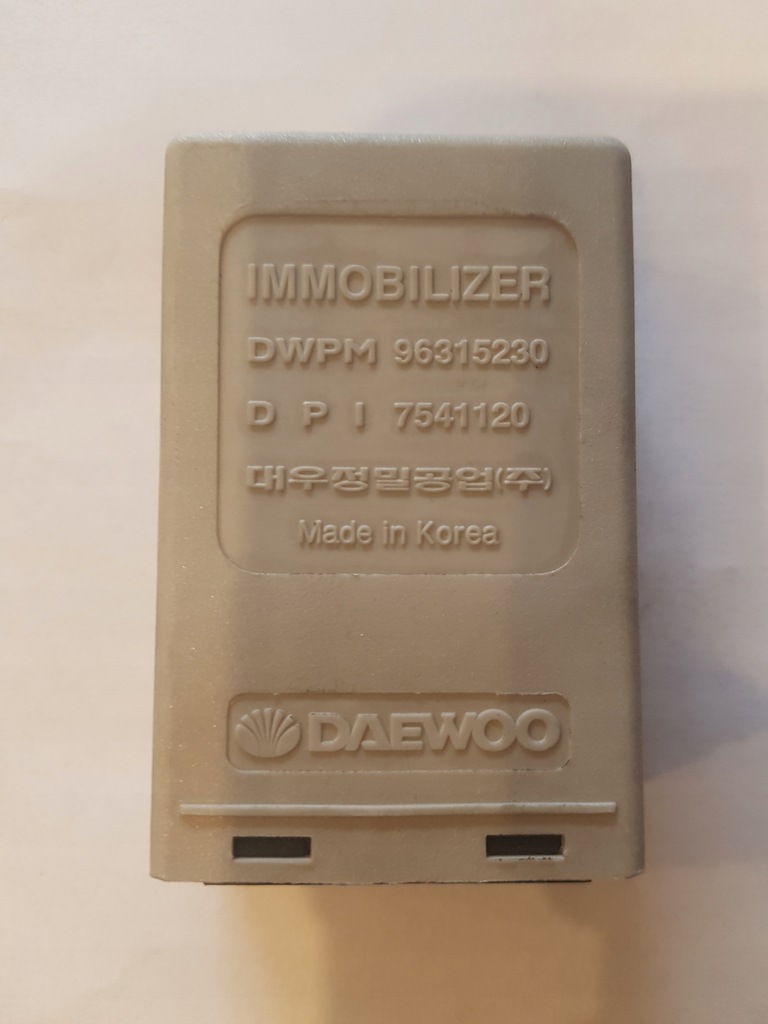 IMMOBILIZER
DWPM 96315230
D P I 7541120
대우정밀공업(주)
Made in Korea
DAEWOO